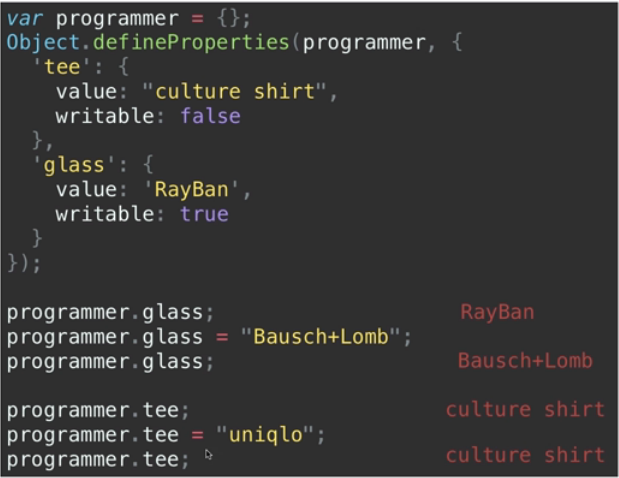 var programmer = {};
Object.defineProperties(programmer, {
  'tee': {
    value: "culture shirt",
    writable: false
  },
  'glass': {
    value: 'RayBan',
    writable: true
  }
});
programmer.glass; RayBan
programmer.glass = "Bausch+Lomb";
programmer.glass; Bausch+Lomb
programmer.tee; culture shirt
programmer.tee = "uniqlo";
programmer.tee; culture shirt